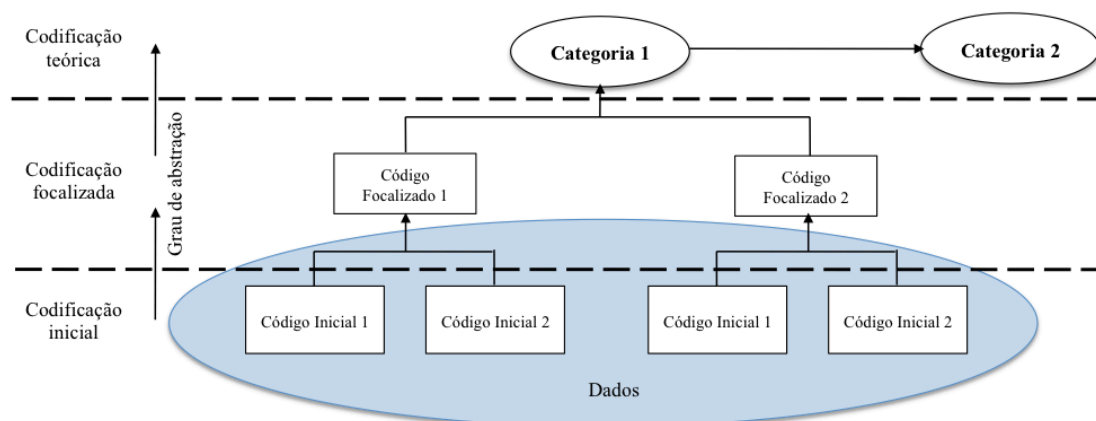 Codificação
teórica
Categoria 1
Categoria 2
Grau de abstração
Codificação
focalizada
Código
Focalizado 1
Código
Focalizado 2
Codificação
inicial
Código Inicial 1
Código Inicial 2
Código Inicial 1
Código Inicial 2
Dados